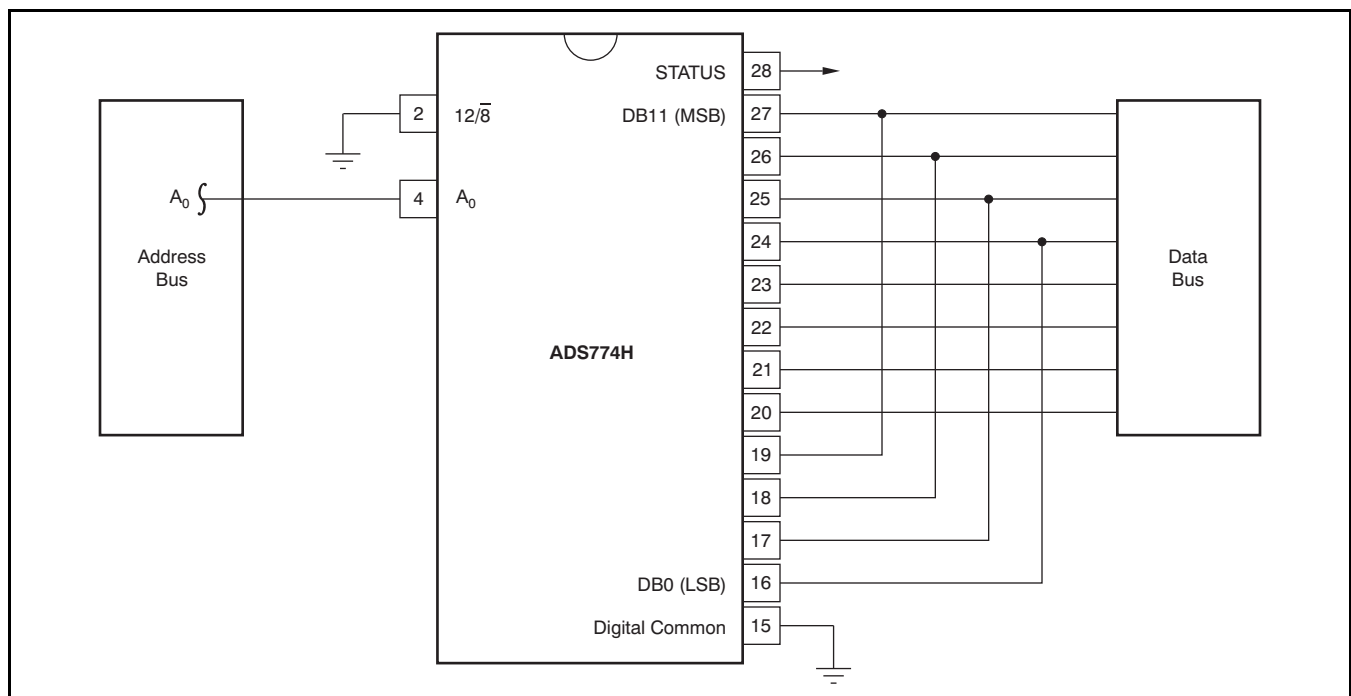 STATUS 28
2 12/8̅ DB11 (MSB) 27
26
A₀ 4 A₀ 25
24
Address
Bus
Data
Bus
23
22
ADS774H 21
20
19
18
17
DB0 (LSB) 16
Digital Common 15